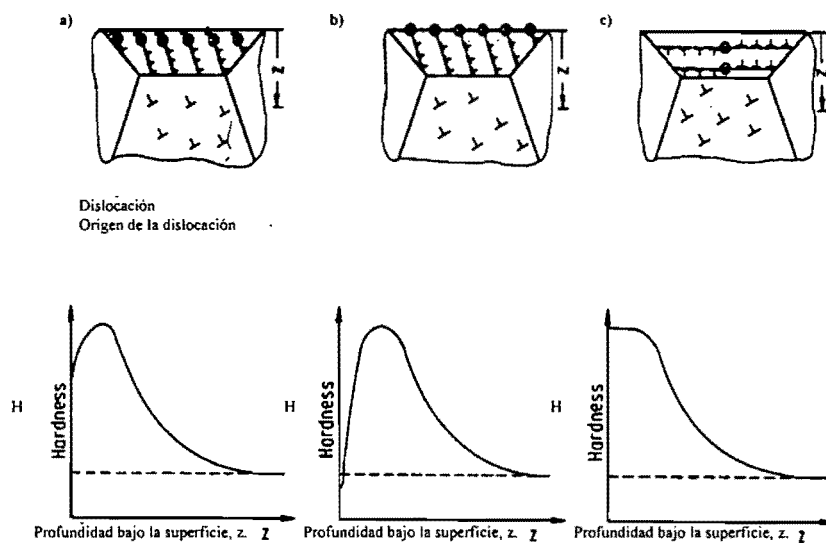 a)
b)
c)
Z
Z
Z
Dislocación
Origen de la dislocación
H
Hardness
H
Hardness
H
Hardness
Profundidad bajo la superficie, z. Z
Profundidad bajo la superficie, z. Z
Profundidad bajo la superficie, z. Z